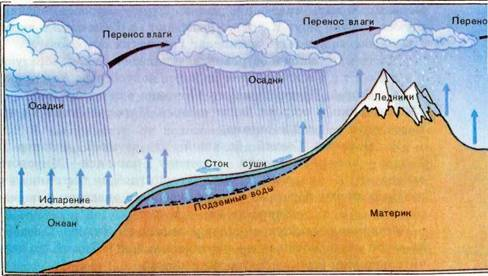 Перенос влаги
Перенос влаги
Перенос
Осадки
Осадки
Ледники
Сток суши
Испарение
Подземные воды
Океан
Материк